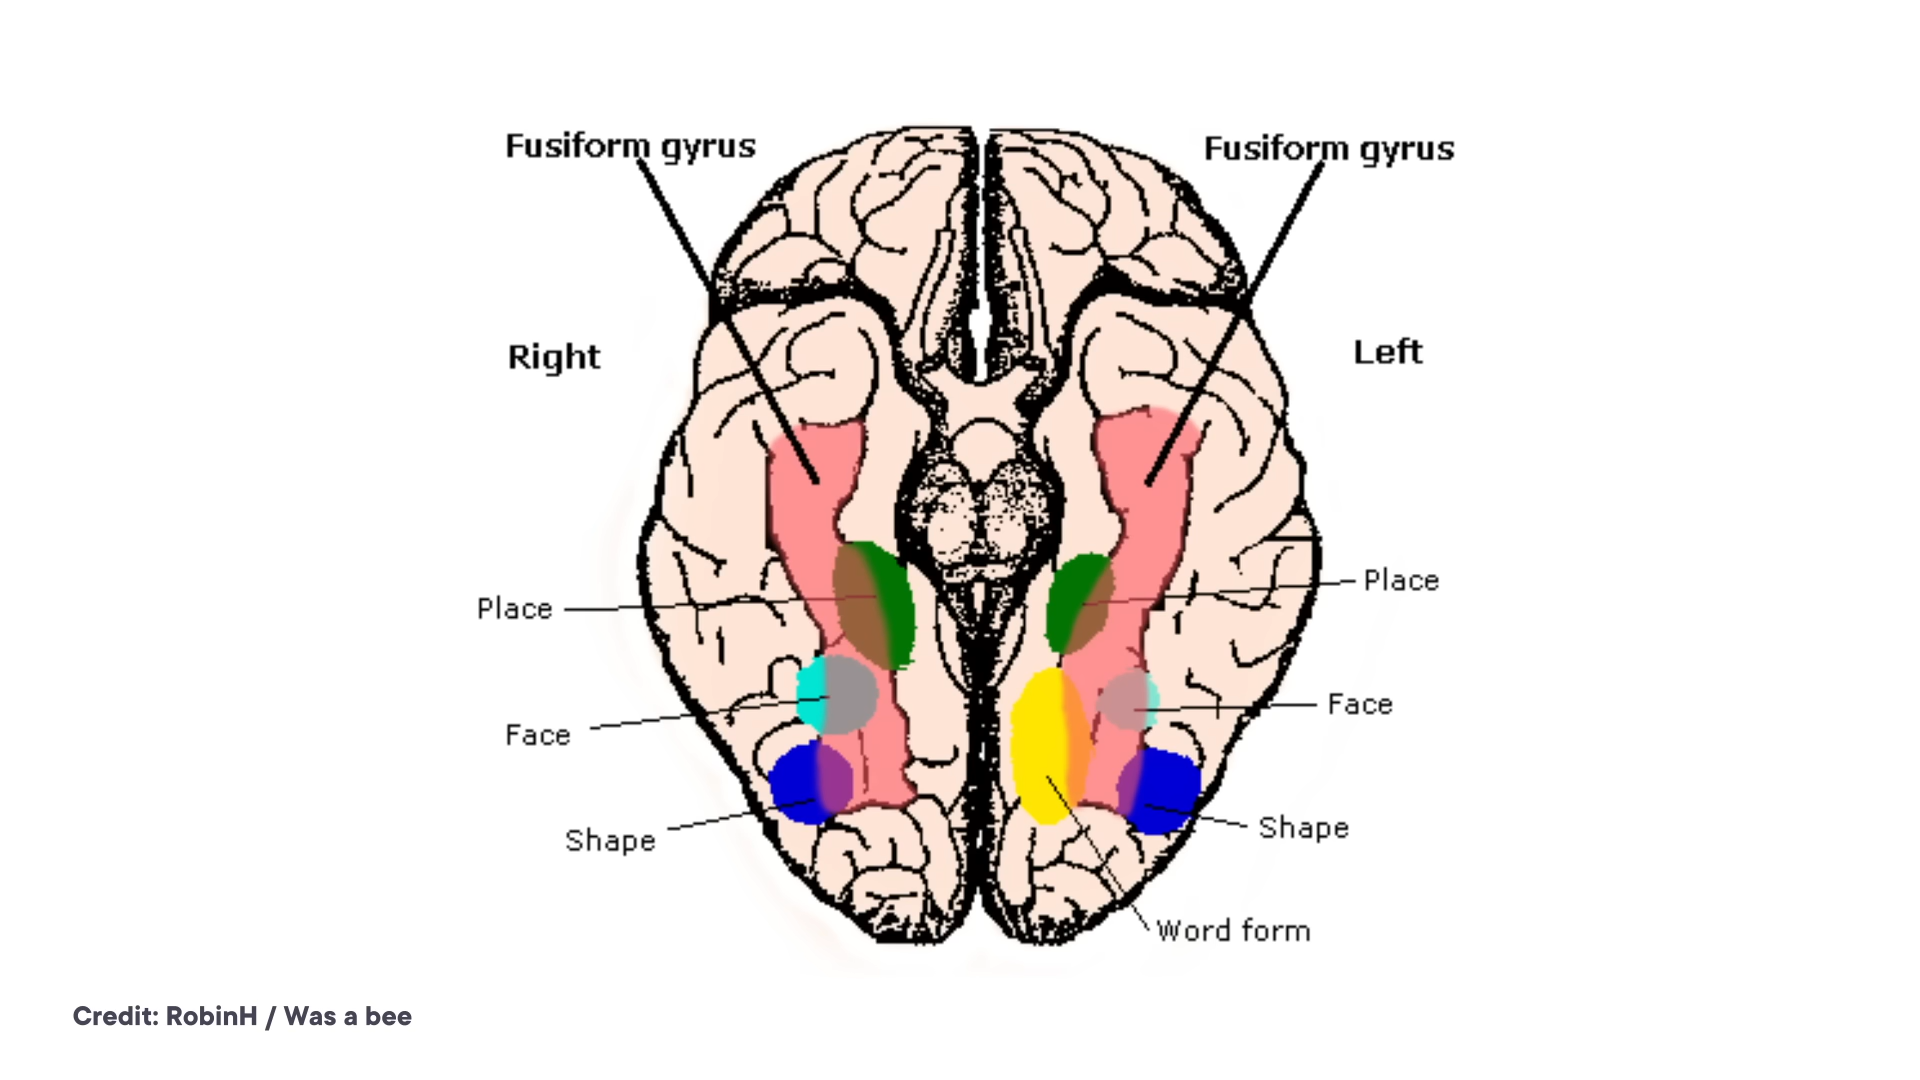 Fusiform gyrus
Fusiform gyrus
Right
Left
Place
Place
Face
Face
Shape
Shape
Word form
Credit: RobinH / Was a bee